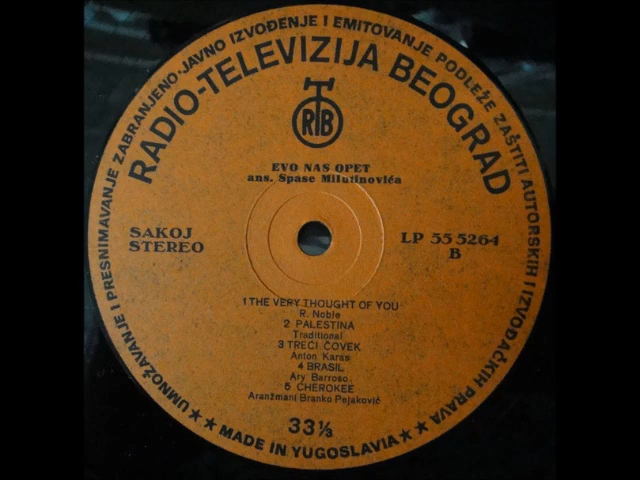 UMNOŽAVANJE I PRESNIMAVANJE ZABRANJENO·JAVNO IZVOĐENJE I EMITOVANJE PODLEŽE ZAŠTITI AUTORSKIH I IZVOĐAČKIH PRAVA
RADIO-TELEVIZIJA BEOGRAD
RTB
EVO NAS OPET
ans. Spase Milutinovića
SAKOJ
STEREO
LP 55 5264
B
1 THE VERY THOUGHT OF YOU
R. Noble
2 PALESTINA
Traditional
3 TREĆI ČOVEK
Anton Karas
4 BRASIL
Ary Barroso
5 CHEROKEE
Aranžmani Branko Pejaković
33⅓
★★ MADE IN YUGOSLAVIA ★★